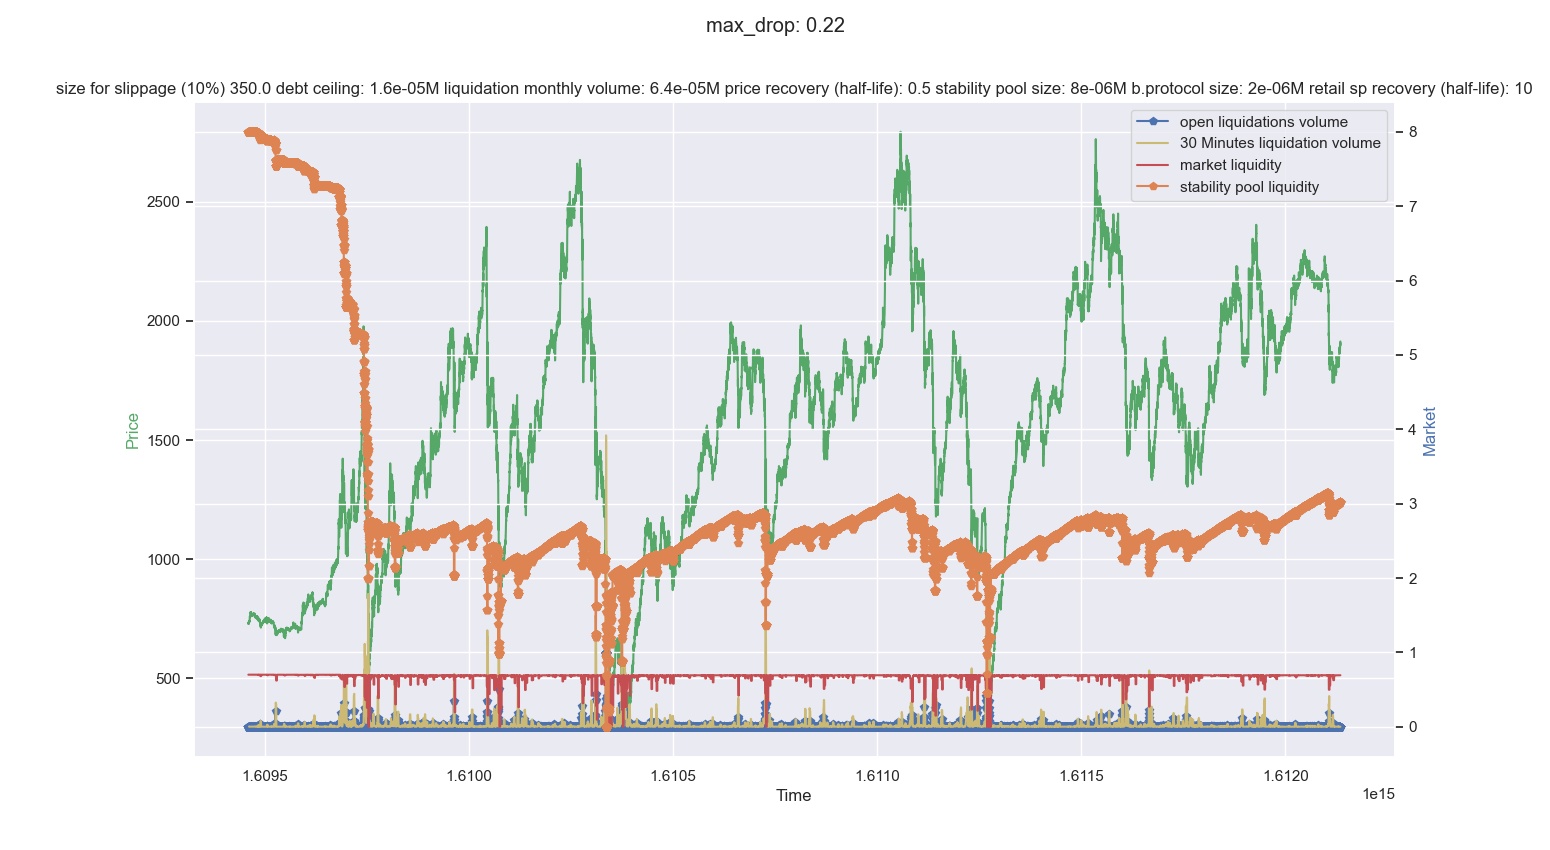 max_drop: 0.22
size for slippage (10%) 350.0 debt ceiling: 1.6e-05M liquidation monthly volume: 6.4e-05M price recovery (half-life): 0.5 stability pool size: 8e-06M b.protocol size: 2e-06M retail sp recovery (half-life): 10
open liquidations volume
30 Minutes liquidation volume
market liquidity
stability pool liquidity
Price
2500
2000
1500
1000
500
Market
8
7
6
5
4
3
2
1
0
1.6095 1.6100 1.6105 1.6110 1.6115 1.6120
Time
1e15